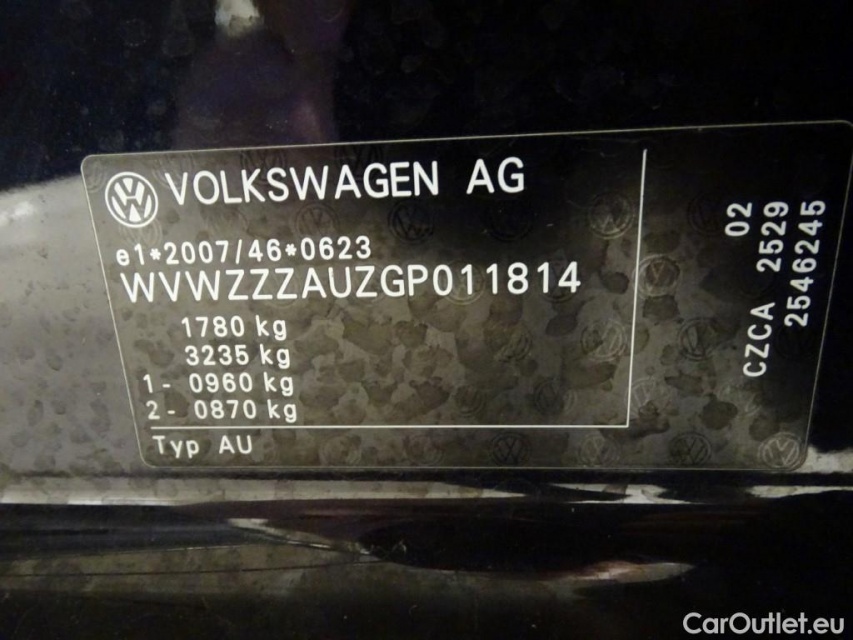 VOLKSWAGEN AG
e1*2007/46*0623
WVWZZZAUZGP011814
1780 kg
3235 kg
1- 0960 kg
2- 0870 kg
Typ AU
02
CZCA 2529
2546245
CarOutlet.eu